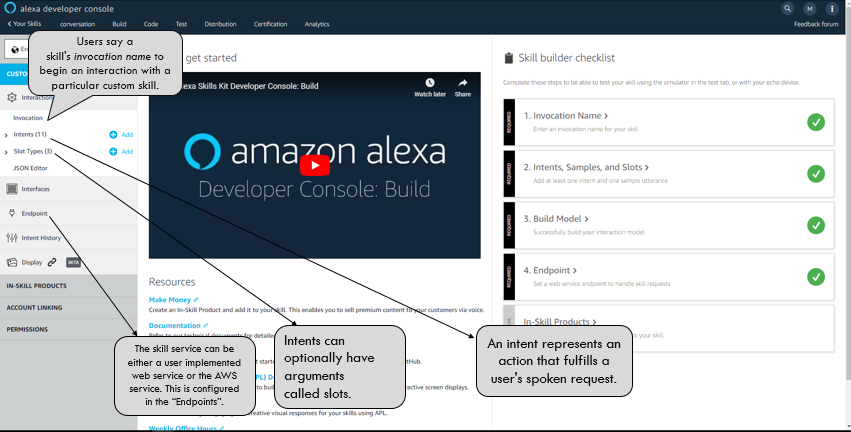 alexa developer console
M
Your Skills
conversation
Build
Code
Test
Distribution
Certification
Analytics
Feedback forum
Users say a
skill's invocation name to
begin an interaction with a
particular custom skill.
En
CUSTO
Interaction
Invocation
Intents (11)
Add
Slot Types (3)
Add
JSON Editor
Interfaces
Endpoint
Intent History
Display
BETA
IN-SKILL PRODUCTS
ACCOUNT LINKING
PERMISSIONS
get started
lexa Skills Kit Developer Console: Build
Watch later
Share
amazon alexa
Developer Console: Build
Resources
Make Money
Create an In-Skill Product and add it to your skill. This enables you to sell premium content to your customers via voice.
Documentation
Refer to our technical documents for detailed
get star
Hub.
PL) D
to buil
active screen displays.
reative visual responses for your skills using APL.
Weekly Office Hours
The skill service can be
either a user implemented
web service or the AWS
service. This is configured
in the “Endpoints”.
Intents can
optionally have
arguments
called slots.
An intent represents an
action that fulfills a
user's spoken request.
Skill builder checklist
Complete these steps to be able to test your skill using the simulator in the test tab, or with your echo device.
REQUIRED
1. Invocation Name
Enter an invocation name for your skill
REQUIRED
2. Intents, Samples, and Slots
Add at least one intent and one sample utterance
REQUIRED
3. Build Model
Successfully build your interaction model
REQUIRED
4. Endpoint
Set a web service endpoint to handle skill requests
In-Skill Products
to your skill.